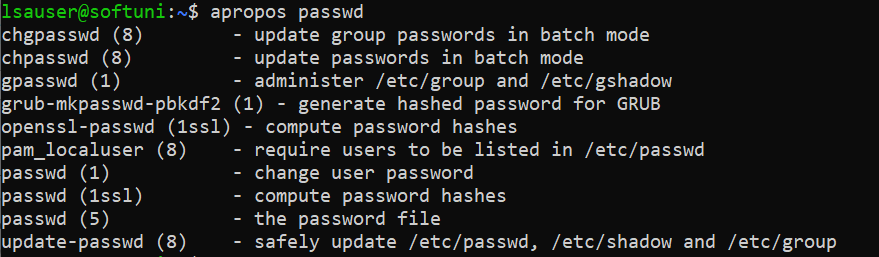 lsauser@softuni:~$ apropos passwd
chgpasswd (8)        - update group passwords in batch mode
chpasswd (8)         - update passwords in batch mode
gpasswd (1)          - administer /etc/group and /etc/gshadow
grub-mkpasswd-pbkdf2 (1) - generate hashed password for GRUB
openssl-passwd (1ssl) - compute password hashes
pam_localuser (8)    - require users to be listed in /etc/passwd
passwd (1)           - change user password
passwd (1ssl)        - compute password hashes
passwd (5)           - the password file
update-passwd (8)    - safely update /etc/passwd, /etc/shadow and /etc/group